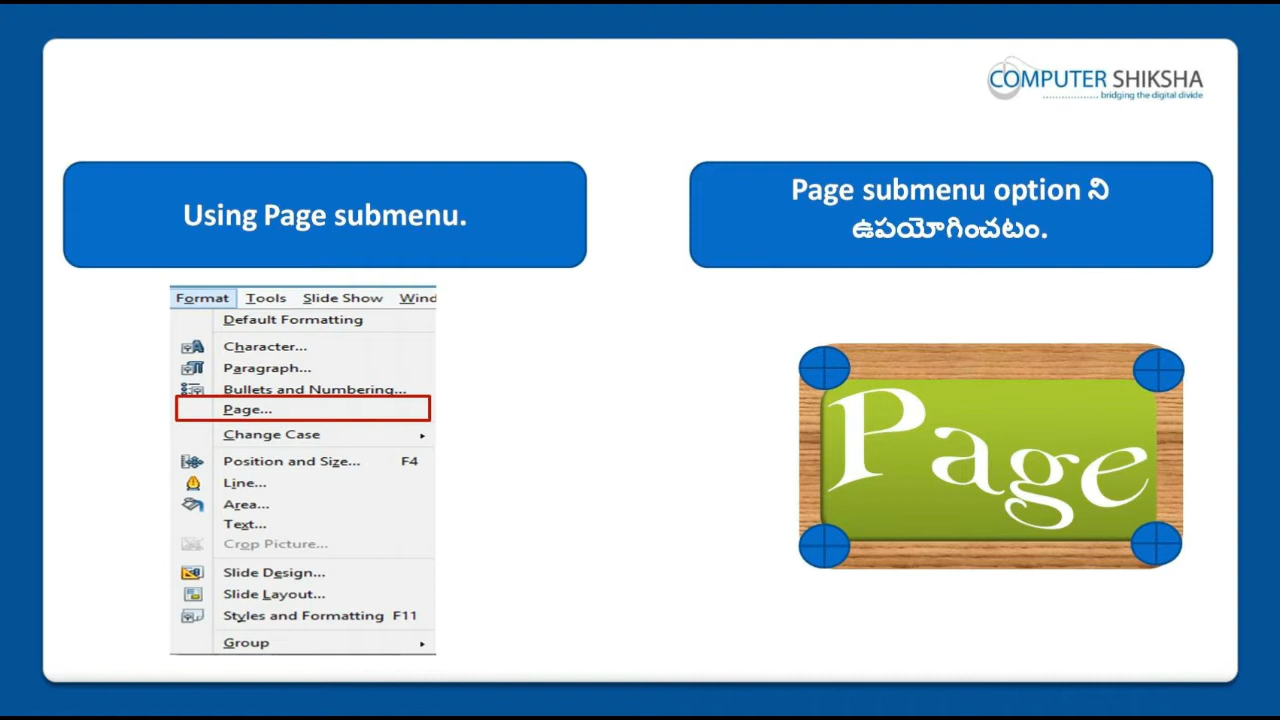 COMPUTER SHIKSHA
bridging the digital divide
Using Page submenu.
Page submenu option ని
ఉపయోగించటం.
Format Tools Slide Show Wind
Default Formatting
Character...
Paragraph...
Bullets and Numbering...
Page...
Change Case
Position and Size... F4
Line...
Area...
Text...
Crop Picture...
Slide Design...
Slide Layout...
Styles and Formatting F11
Group
Page